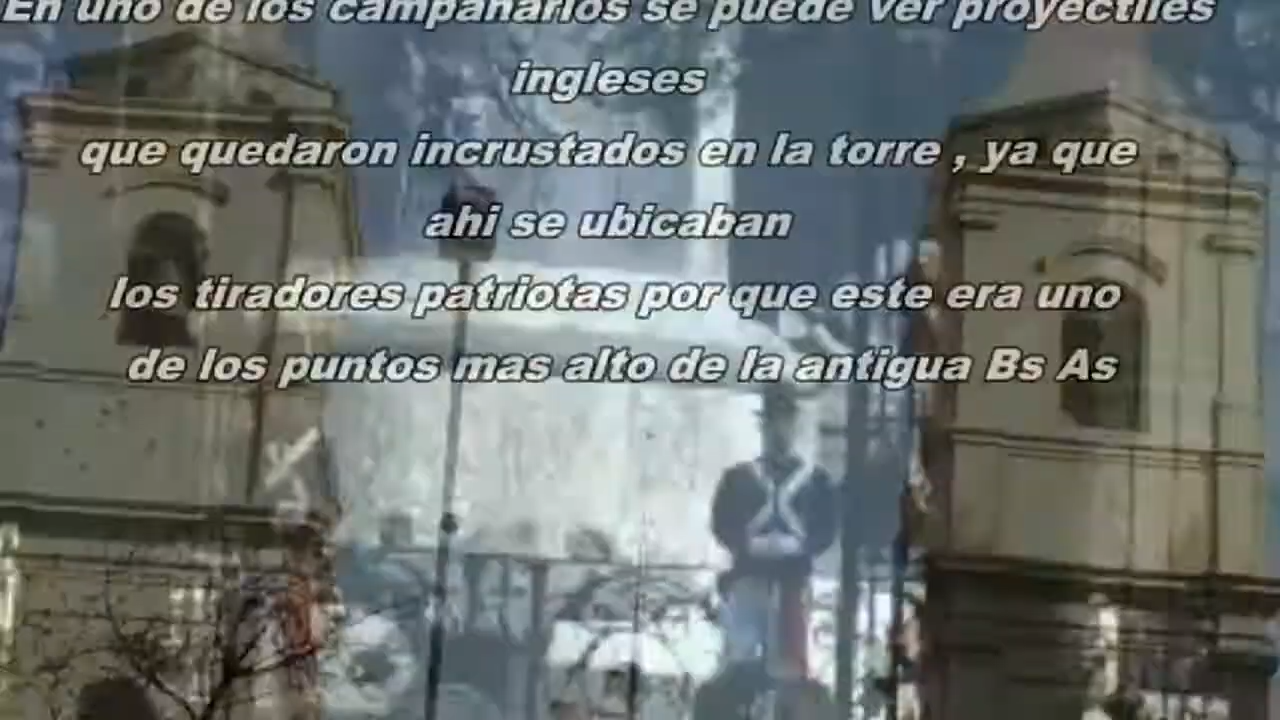 En uno de los campanarios se puede ver proyectiles
ingleses
que quedaron incrustados en la torre , ya que
ahi se ubicaban
los tiradores patriotas por que este era uno
de los puntos mas alto de la antigua Bs As